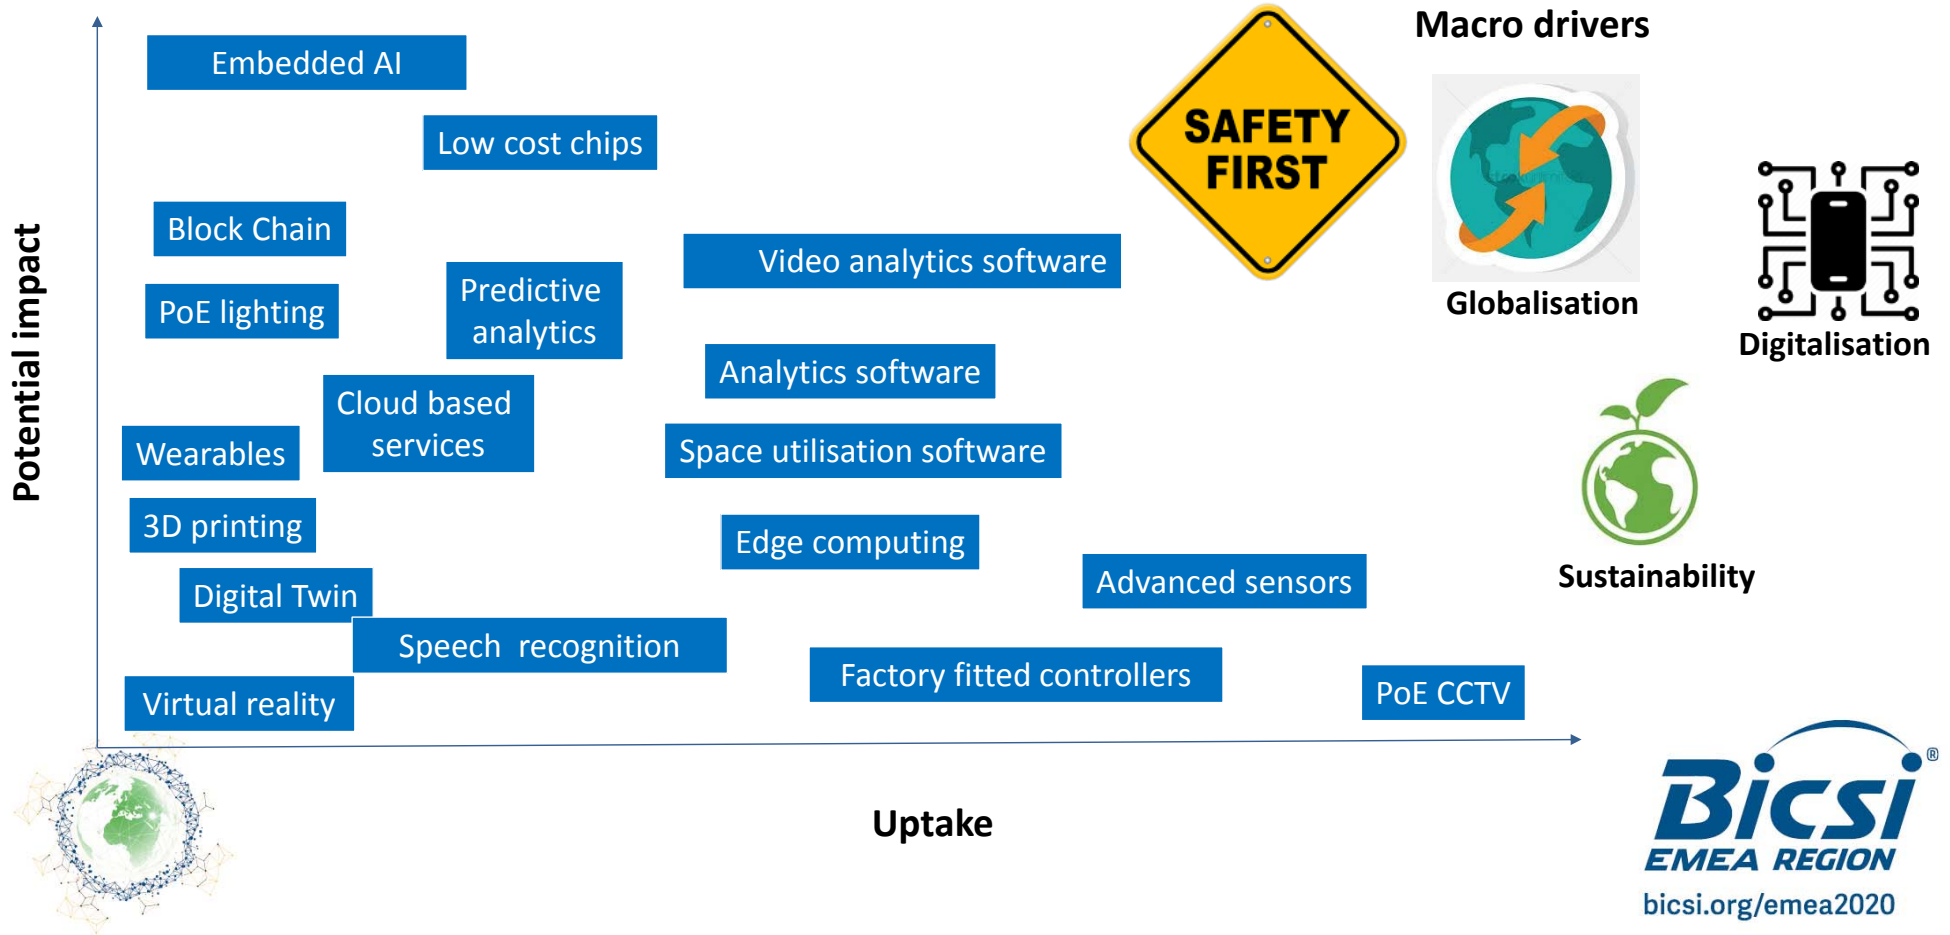 Macro drivers
Embedded AI
Low cost chips
SAFETY
FIRST
Block Chain
Video analytics software
Predictive
analytics
PoE lighting
Globalisation
Digitalisation
Potential impact
Analytics software
Cloud based
services
Wearables
Space utilisation software
3D printing
Edge computing
Advanced sensors
Sustainability
Digital Twin
Speech recognition
Factory fitted controllers
PoE CCTV
Virtual reality
Uptake
Bicsi®
EMEA REGION
bicsi.org/emea2020